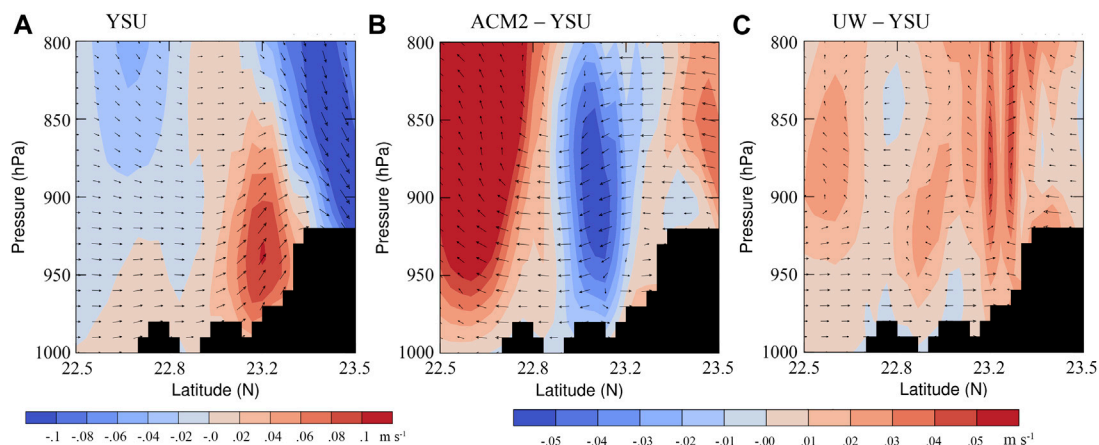 A YSU
B ACM2 – YSU
C UW – YSU
Pressure (hPa)
800
850
900
950
1000
22.5 22.8 23.2 23.5
Latitude (N)
Pressure (hPa)
800
850
900
950
1000
22.5 22.8 23.2 23.5
Latitude (N)
Pressure (hPa)
800
850
900
950
1000
22.5 22.8 23.2 23.5
Latitude (N)
-.1 -.08 -.06 -.04 -.02 -.0 .02 .04 .06 .08 .1 m s-1
-.05 -.04 -.03 -.02 -.01 .00 .01 .02 .03 .04 .05 m s-1